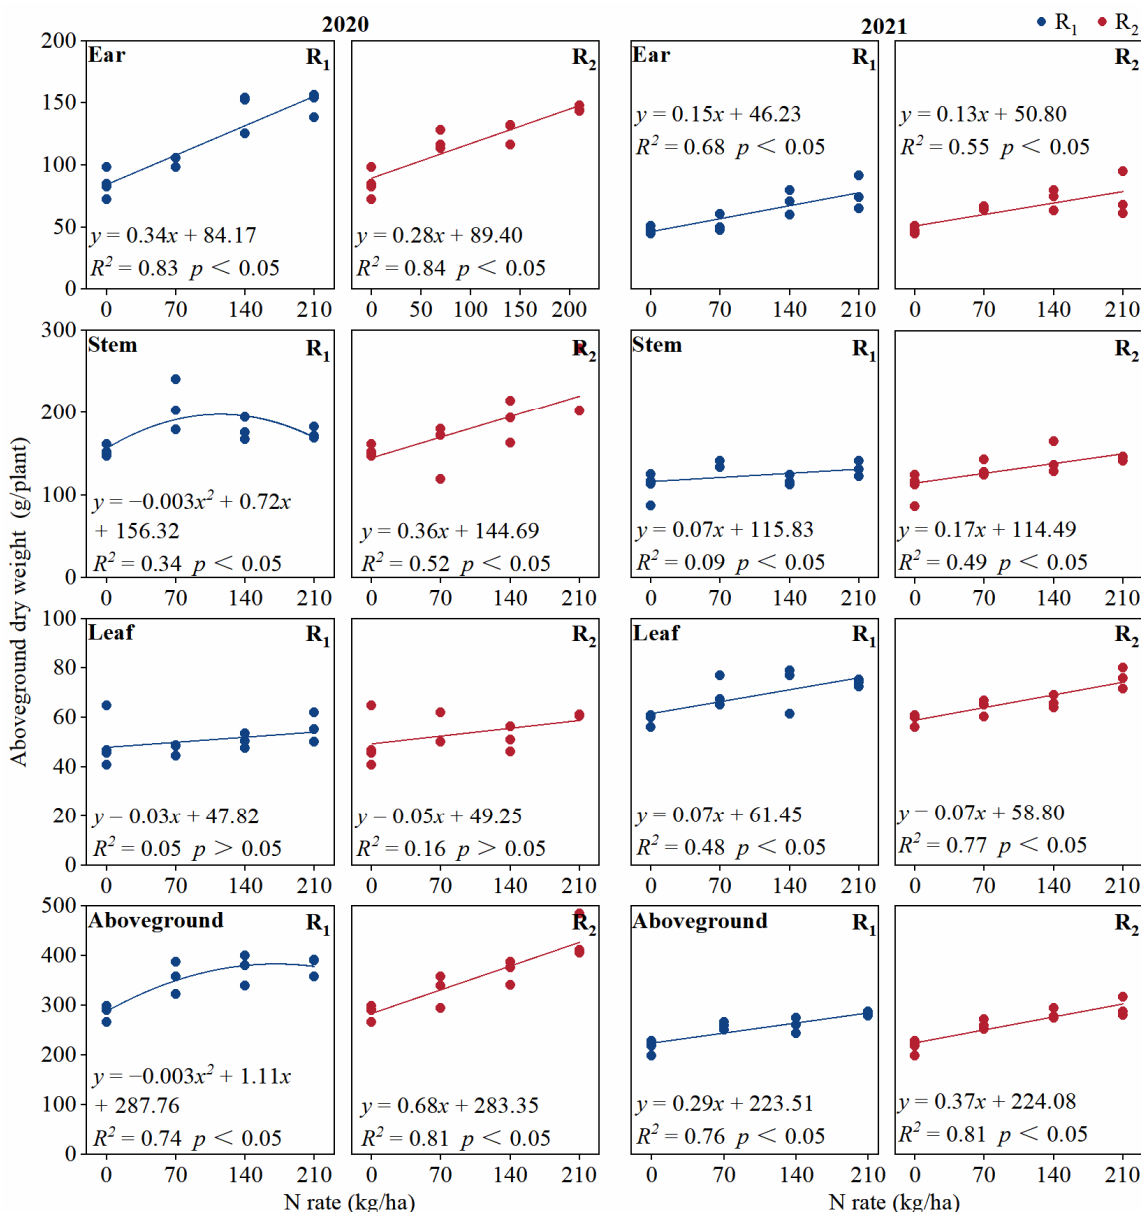 2020
2021
R1
R2
Ear
R1
R2
Ear
R1
R2
200
150
100
50
0
y = 0.34x + 84.17
R² = 0.83 p < 0.05
y = 0.28x + 89.40
R² = 0.84 p < 0.05
y = 0.15x + 46.23
R² = 0.68 p < 0.05
y = 0.13x + 50.80
R² = 0.55 p < 0.05
0 70 140 210
0 50 100 150 200
0 70 140 210
0 70 140 210
Stem
R1
R2
Stem
R1
R2
300
200
100
0
y = −0.003x² + 0.72x
+ 156.32
R² = 0.34 p < 0.05
y = 0.36x + 144.69
R² = 0.52 p < 0.05
y = 0.07x + 115.83
R² = 0.09 p < 0.05
y = 0.17x + 114.49
R² = 0.49 p < 0.05
0 70 140 210
0 70 140 210
0 70 140 210
0 70 140 210
Aboveground dry weight (g/plant)
Leaf
R1
R2
Leaf
R1
R2
100
80
60
40
20
0
y − 0.03x + 47.82
R² = 0.05 p > 0.05
y − 0.05x + 49.25
R² = 0.16 p > 0.05
y = 0.07x + 61.45
R² = 0.48 p < 0.05
y − 0.07x + 58.80
R² = 0.77 p < 0.05
0 70 140 210
0 70 140 210
0 70 140 210
0 70 140 210
Aboveground
R1
R2
Aboveground
R1
R2
500
400
300
200
100
0
y = −0.003x² + 1.11x
+ 287.76
R² = 0.74 p < 0.05
y = 0.68x + 283.35
R² = 0.81 p < 0.05
y = 0.29x + 223.51
R² = 0.76 p < 0.05
y = 0.37x + 224.08
R² = 0.81 p < 0.05
0 70 140 210
0 70 140 210
0 70 140 210
0 70 140 210
N rate (kg/ha)
N rate (kg/ha)